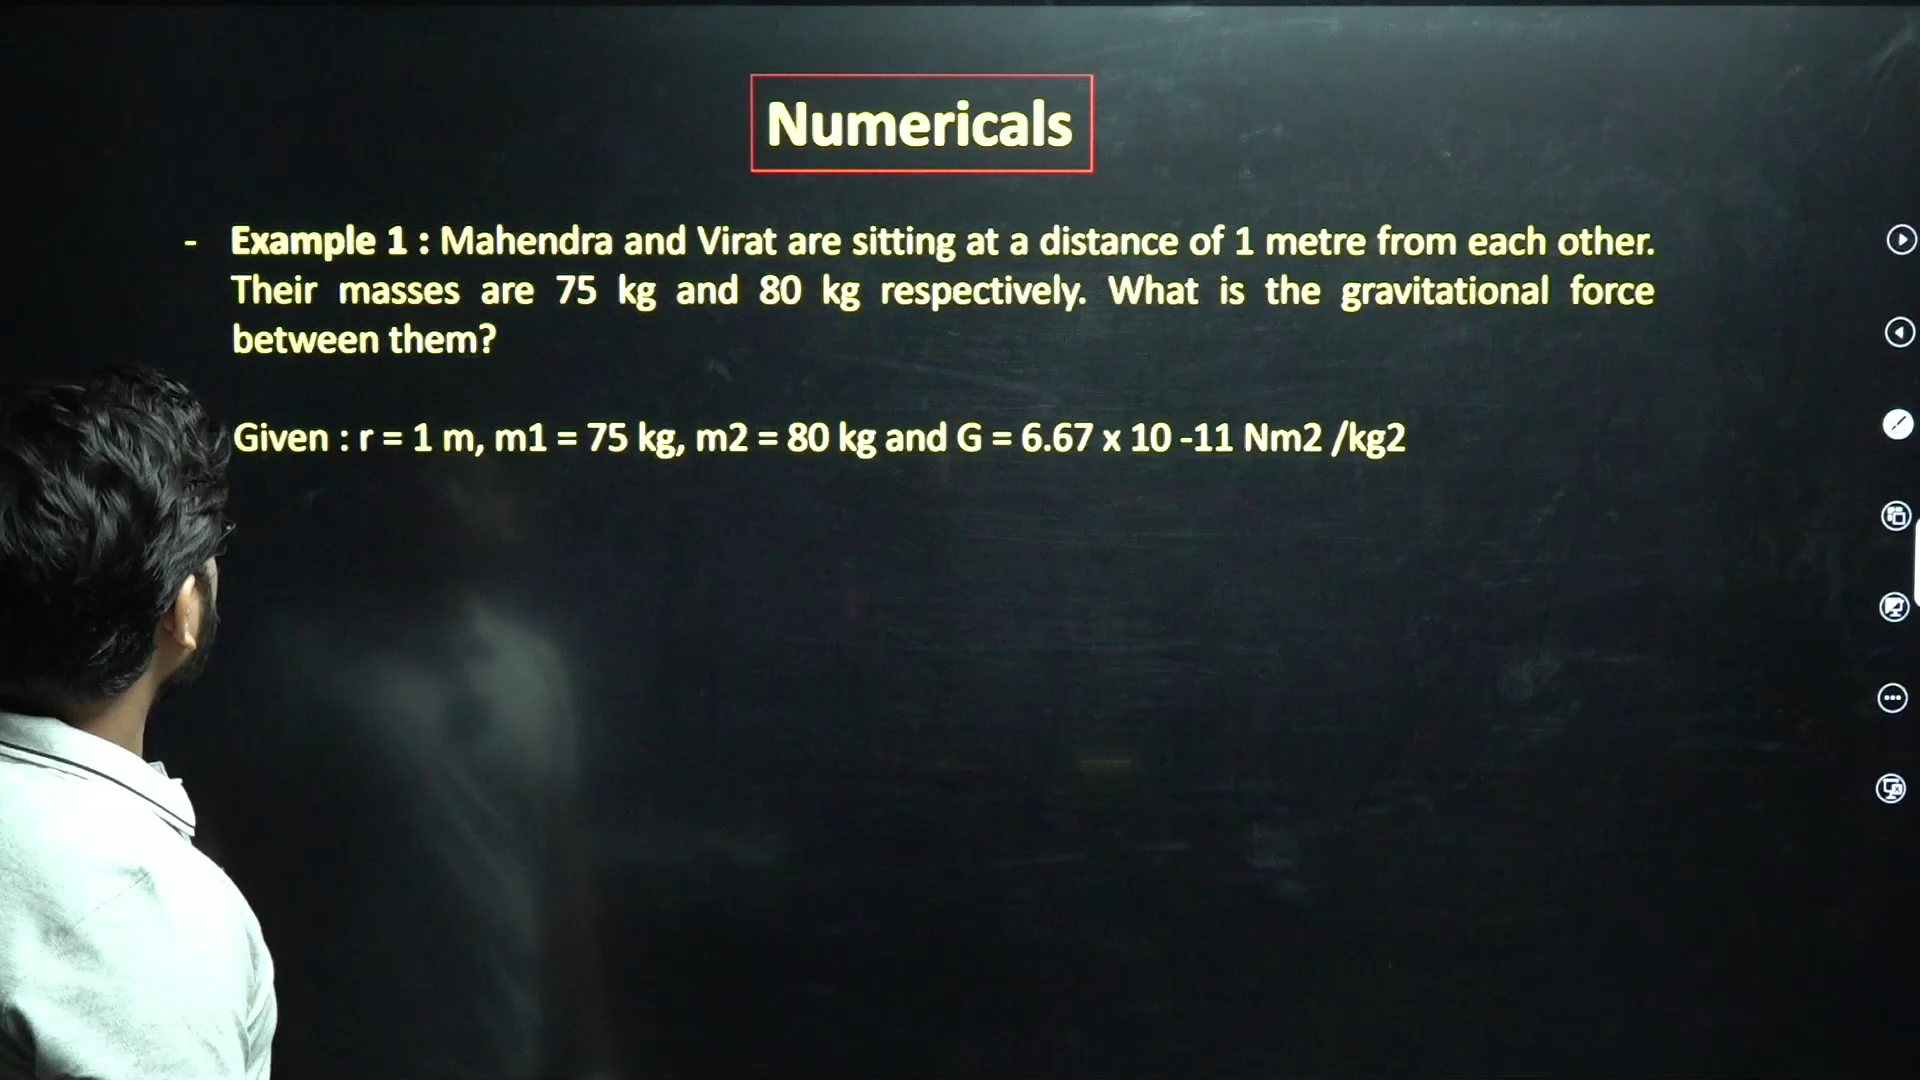 Numericals
- Example 1 : Mahendra and Virat are sitting at a distance of 1 metre from each other.
Their masses are 75 kg and 80 kg respectively. What is the gravitational force
between them?
Given : r = 1 m, m1 = 75 kg, m2 = 80 kg and G = 6.67 x 10 -11 Nm2 /kg2